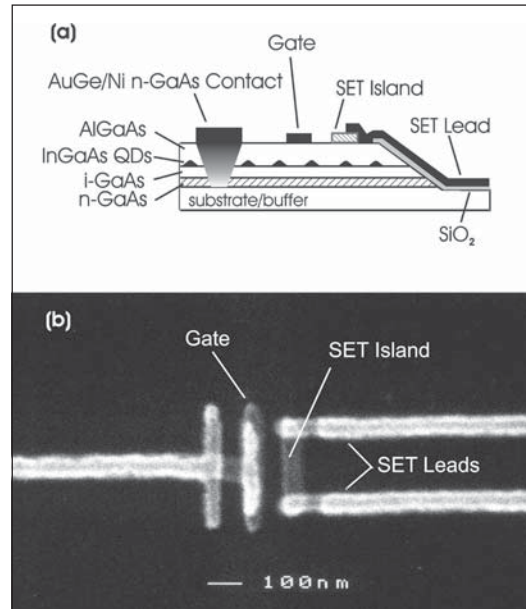 (a)
Gate
AuGe/Ni n-GaAs Contact
SET Island
AlGaAs
InGaAs QDs
i-GaAs
n-GaAs
substrate/buffer
SET Lead
SiO₂
(b)
Gate
SET Island
SET Leads
100nm